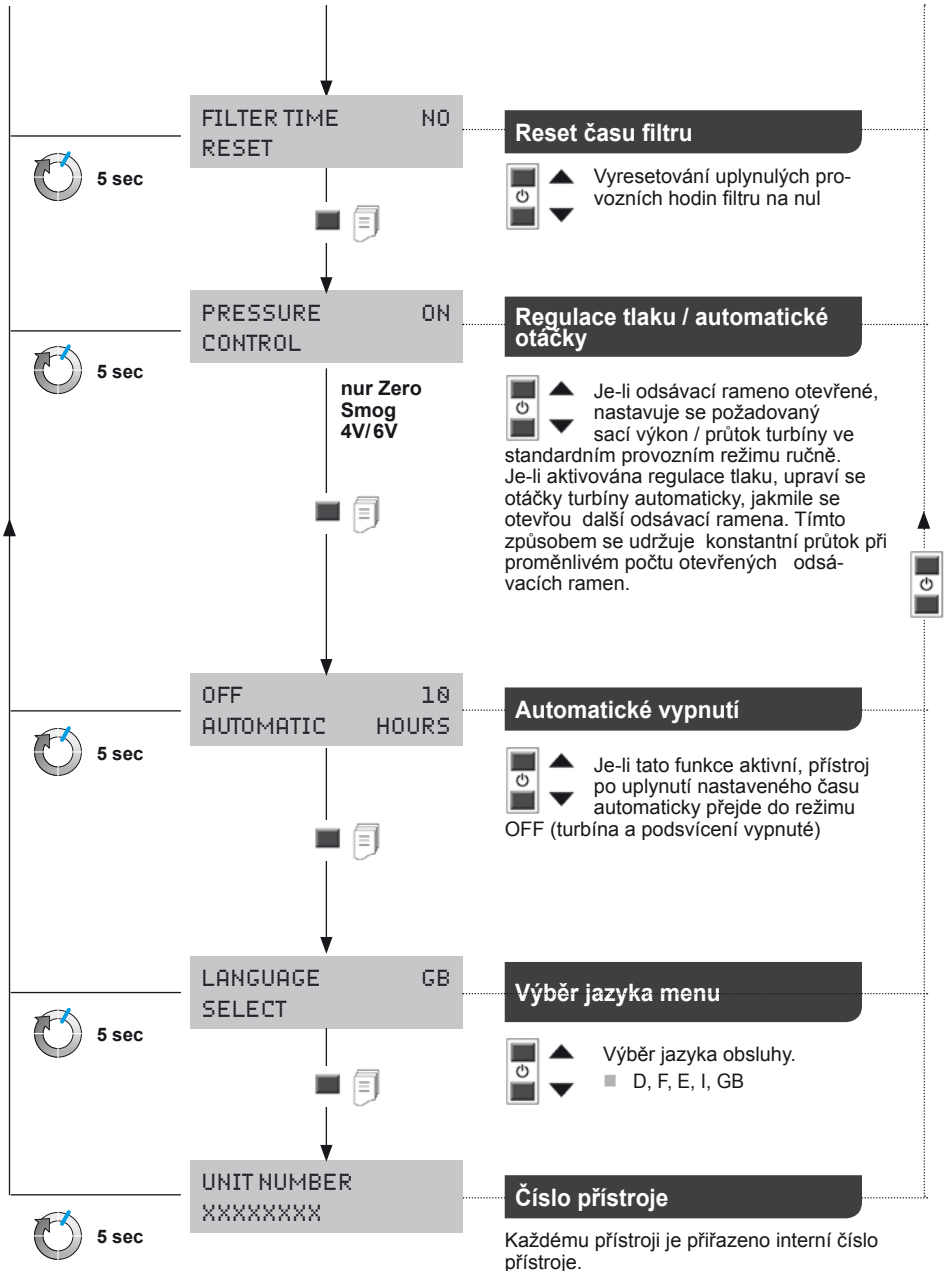 FILTER TIME NO
RESET
5 sec
Reset času filtru
Vyresetování uplynulých pro-
vozních hodin filtru na nul
PRESSURE ON
CONTROL
5 sec
nur Zero
Smog
4V/ 6V
Regulace tlaku / automatické
otáčky
Je-li odsávací rameno otevřené,
nastavuje se požadovaný
sací výkon / průtok turbíny ve
standardním provozním režimu ručně.
Je-li aktivována regulace tlaku, upraví se
otáčky turbíny automaticky, jakmile se
otevřou další odsávací ramena. Tímto
způsobem se udržuje konstantní průtok při
proměnlivém počtu otevřených odsá-
vacích ramen.
OFF 10
AUTOMATIC HOURS
5 sec
Automatické vypnutí
Je-li tato funkce aktivní, přístroj
po uplynutí nastaveného času
automaticky přejde do režimu
OFF (turbína a podsvícení vypnuté)
LANGUAGE GB
SELECT
5 sec
Výběr jazyka menu
Výběr jazyka obsluhy.
D, F, E, I, GB
UNIT NUMBER
XXXXXXXX
5 sec
Číslo přístroje
Každému přístroji je přiřazeno interní číslo
přístroje.